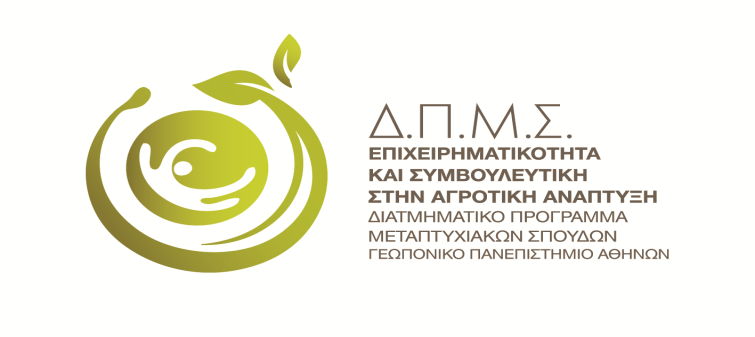 Δ.Π.Μ.Σ.
ΕΠΙΧΕΙΡΗΜΑΤΙΚΟΤΗΤΑ
ΚΑΙ ΣΥΜΒΟΥΛΕΥΤΙΚΗ
ΣΤΗΝ ΑΓΡΟΤΙΚΗ ΑΝΑΠΤΥΞΗ
ΔΙΑΤΜΗΜΑΤΙΚΟ ΠΡΟΓΡΑΜΜΑ
ΜΕΤΑΠΤΥΧΙΑΚΩΝ ΣΠΟΥΔΩΝ
ΓΕΩΠΟΝΙΚΟ ΠΑΝΕΠΙΣΤΗΜΙΟ ΑΘΗΝΩΝ